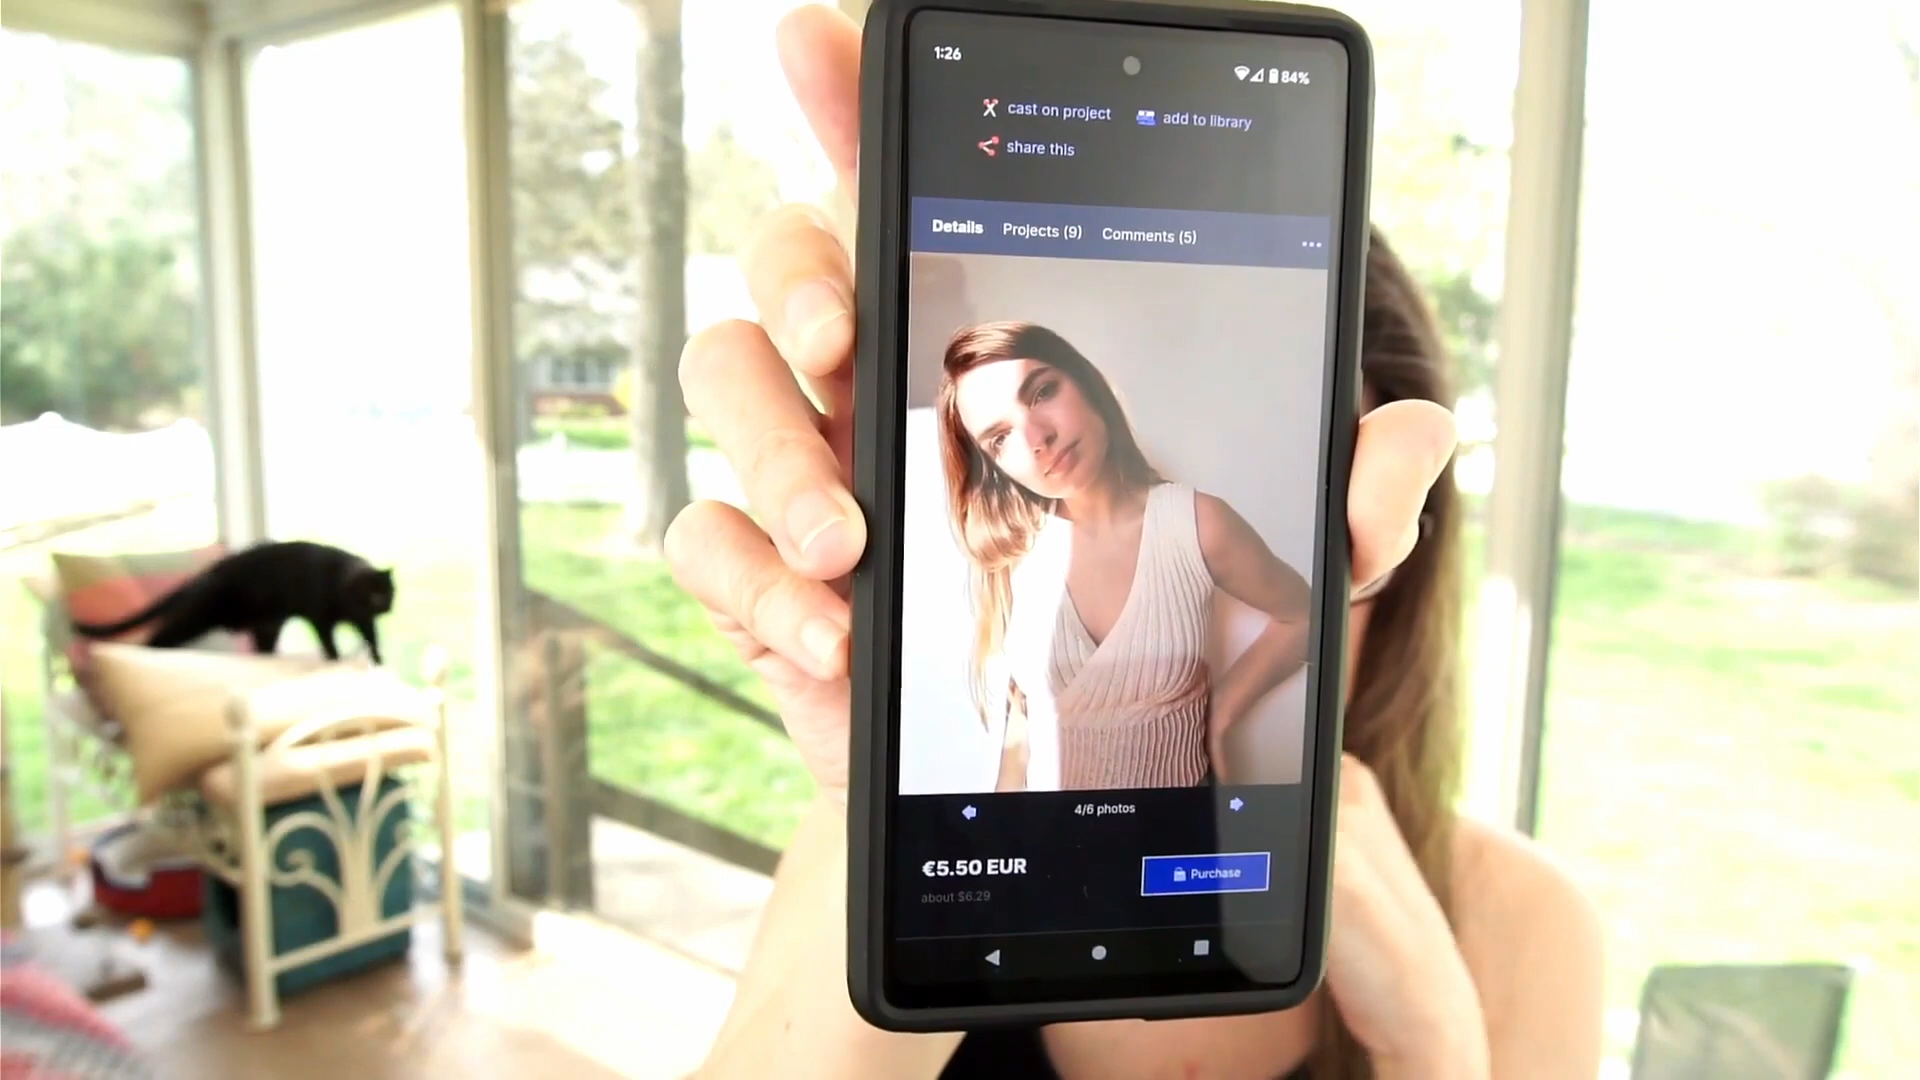 1:26
84%
cast on project
add to library
share this
Details
Projects (9)
Comments (5)
4/6 photos
€5.50 EUR
Purchase
about $6.29